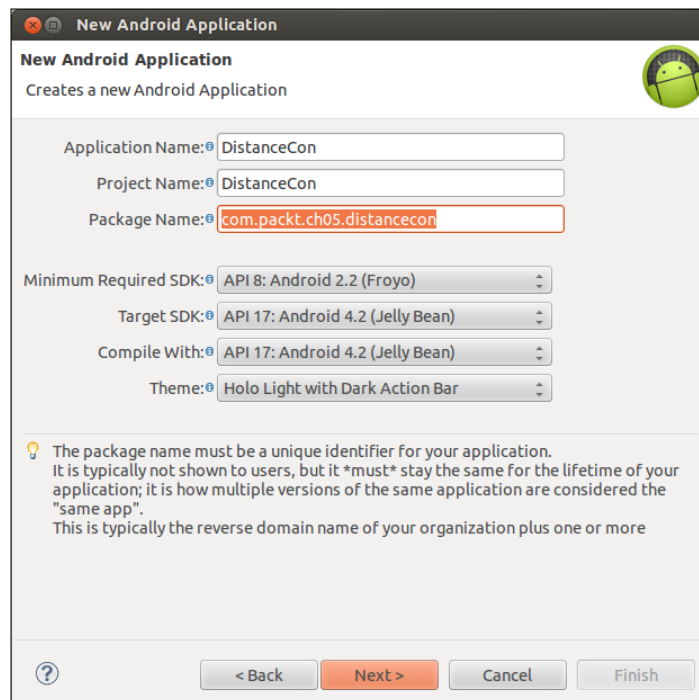 New Android Application
New Android Application
Creates a new Android Application
Application Name: DistanceCon
Project Name: DistanceCon
Package Name: com.packt.ch05.distancecon
Minimum Required SDK: API 8: Android 2.2 (Froyo)
Target SDK: API 17: Android 4.2 (Jelly Bean)
Compile With: API 17: Android 4.2 (Jelly Bean)
Theme: Holo Light with Dark Action Bar
The package name must be a unique identifier for your application.
It is typically not shown to users, but it *must* stay the same for the lifetime of your
application; it is how multiple versions of the same application are considered the
"same app".
This is typically the reverse domain name of your organization plus one or more
? < Back Next > Cancel Finish